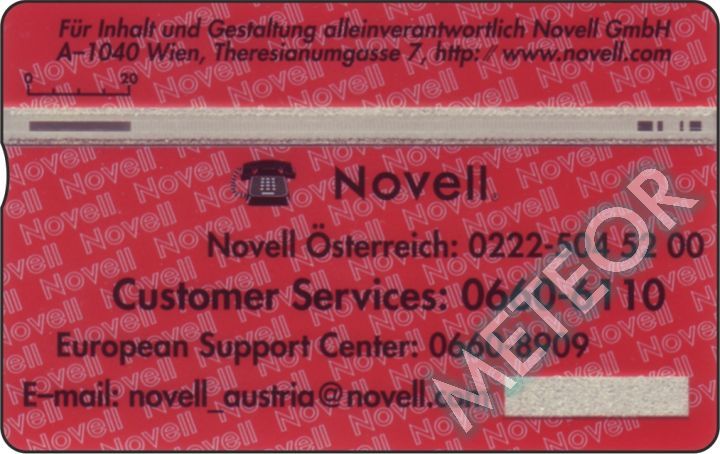 Für Inhalt und Gestaltung alleinverantwortlich Novell GmbH
A-1040 Wien, Theresianumgasse 7, http://www.novell.com
0 20
Novell
Novell Österreich: 0222-504 52 00
Customer Services: 0660-6110
European Support Center: 0660-8909
E-mail: novell_austria@novell.com
METEOR